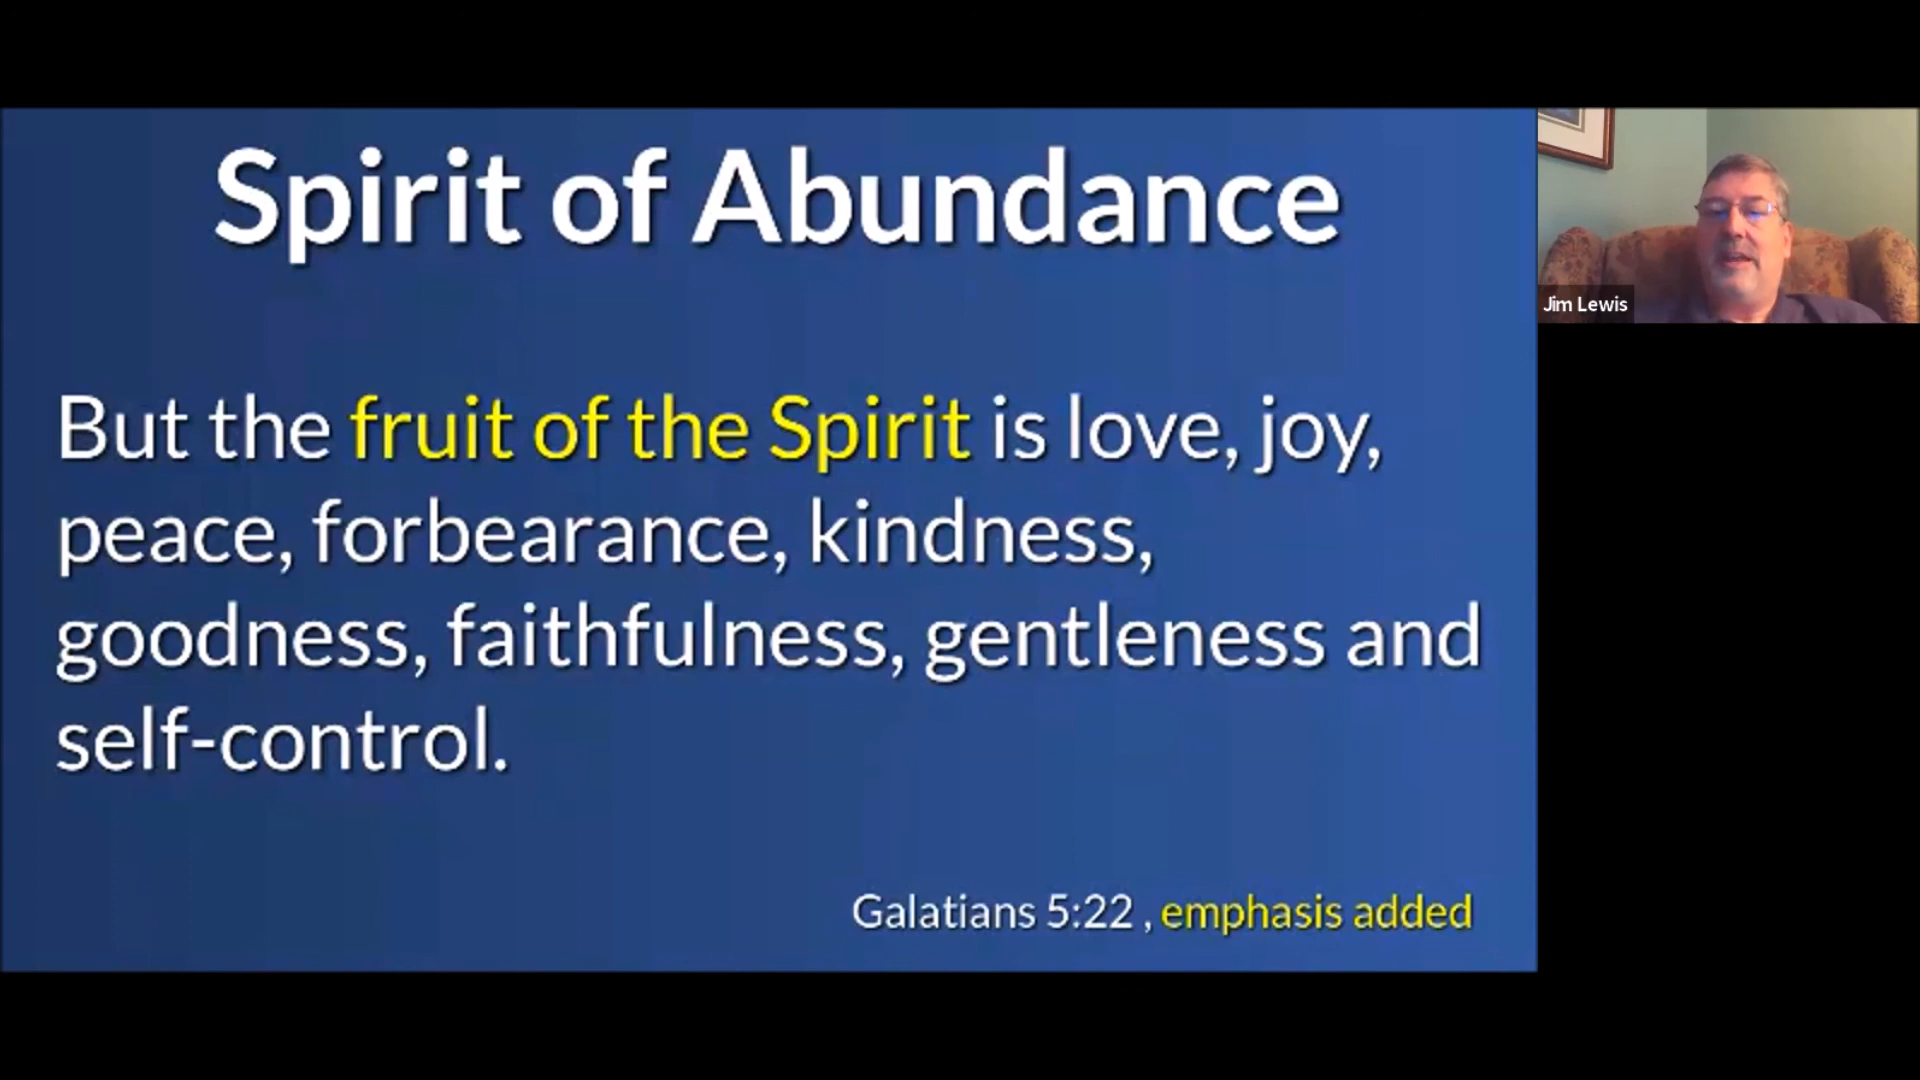 Spirit of Abundance
But the fruit of the Spirit is love, joy,
peace, forbearance, kindness,
goodness, faithfulness, gentleness and
self-control.
Galatians 5:22 , emphasis added
Jim Lewis